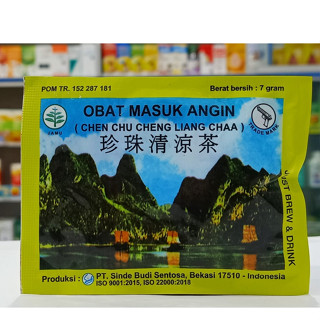 POM TR. 152 287 181
Berat bersih : 7 gram
OBAT MASUK ANGIN
( CHEN CHU CHENG LIANG CHAA )
珍珠清涼茶
JAMU
TRADE MARK
JUST BREW & DRINK
Produksi :
PT. Sinde Budi Sentosa, Bekasi 17510 - Indonesia
ISO 9001:2015, ISO 22000:2018